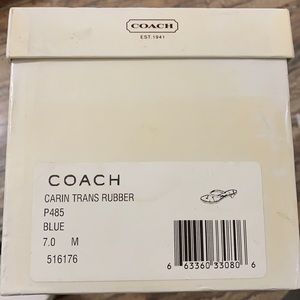 COACH
EST. 1941
COACH
CARIN TRANS RUBBER
P485
BLUE
7.0 M
516176
6 63360 33080 6